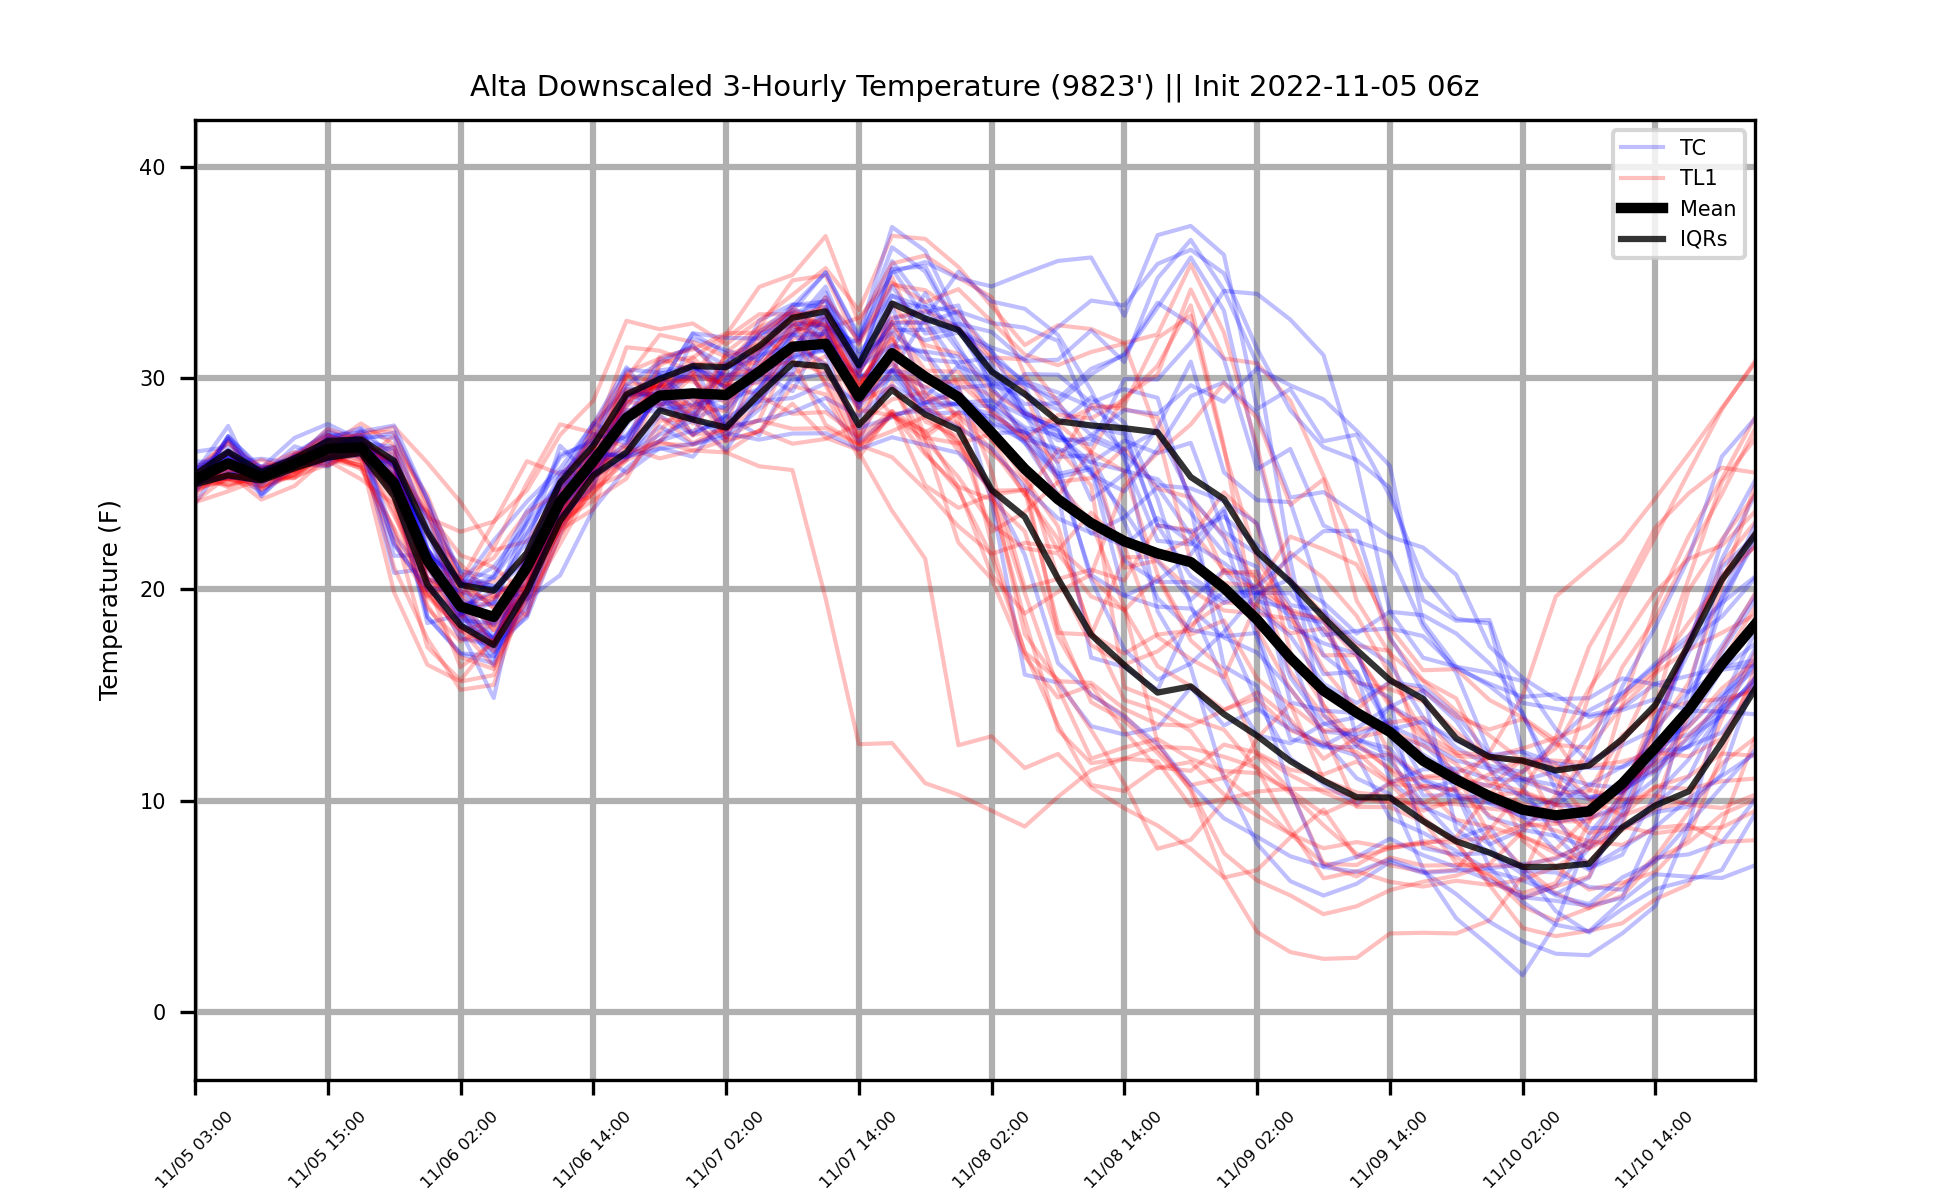 Alta Downscaled 3-Hourly Temperature (9823') || Init 2022-11-05 06z
TC
TL1
Mean
IQRs
Temperature (F)
40
30
20
10
0
11/05 03:00
11/05 15:00
11/06 02:00
11/06 14:00
11/07 02:00
11/07 14:00
11/08 02:00
11/08 14:00
11/09 02:00
11/09 14:00
11/10 02:00
11/10 14:00